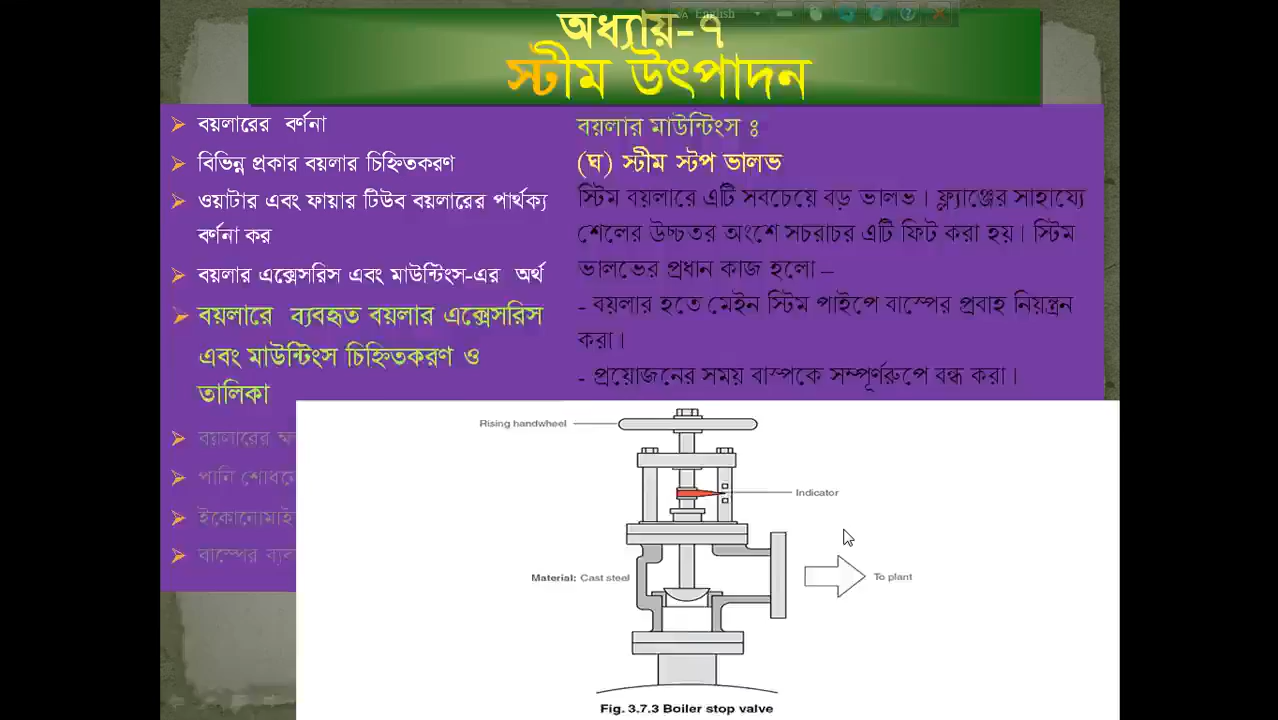 English
অধ্যায়-৭
স্টীম উৎপাদন
বয়লারের বর্ণনা
বিভিন্ন প্রকার বয়লার চিহ্নিতকরণ
ওয়াটার এবং ফায়ার টিউব বয়লারের পার্থক্য
বর্ণনা কর
বয়লার এক্সেসরিস এবং মাউন্টিংস-এর অর্থ
বয়লারে ব্যবহৃত বয়লার এক্সেসরিস
এবং মাউন্টিংস চিহ্নিতকরণ ও
তালিকা
বয়লারের
পানি
ইকোনোমাই
বাস্পের
বয়লার মাউন্টিংস ঃ
(ঘ) স্টীম স্টপ ভালভ
স্টিম বয়লারে এটি সবচেয়ে বড় ভালভ। ফ্ল্যাঞ্জের সাহায্যে
শেলের উচ্চতর অংশে সচরাচর এটি ফিট করা হয়। স্টিম
ভালভের প্রধান কাজ হলো –
- বয়লার হতে মেইন স্টিম পাইপে বাস্পের প্রবাহ নিয়ন্ত্রন
করা।
- প্রয়োজনের সময় বাস্পকে সম্পূর্ণরুপে বন্ধ করা।
Rising handwheel
Indicator
Material: Cast steel
To plant
Fig. 3.7.3 Boiler stop valve